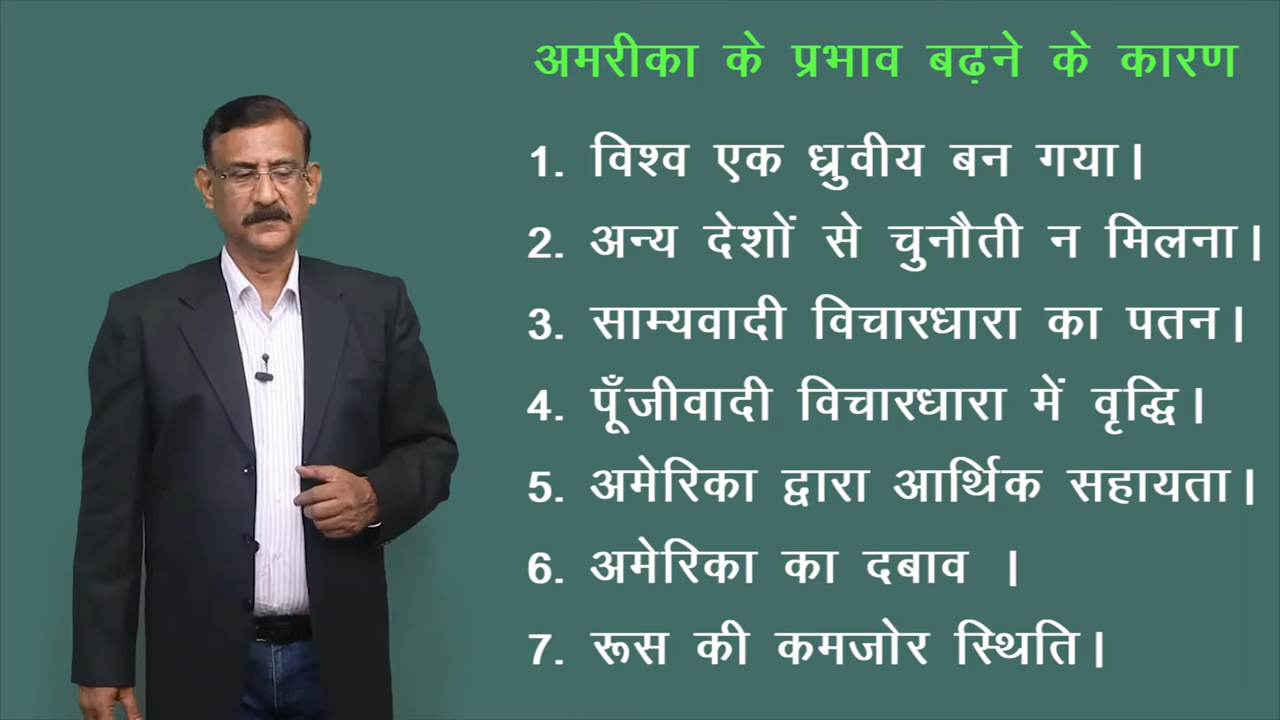 अमरीका के प्रभाव बढ़ने के कारण
1. विश्व एक ध्रुवीय बन गया।
2. अन्य देशों से चुनौती न मिलना।
3. साम्यवादी विचारधारा का पतन।
4. पूँजीवादी विचारधारा में वृद्धि।
5. अमेरिका द्वारा आर्थिक सहायता।
6. अमेरिका का दबाव ।
7. रूस की कमजोर स्थिति।